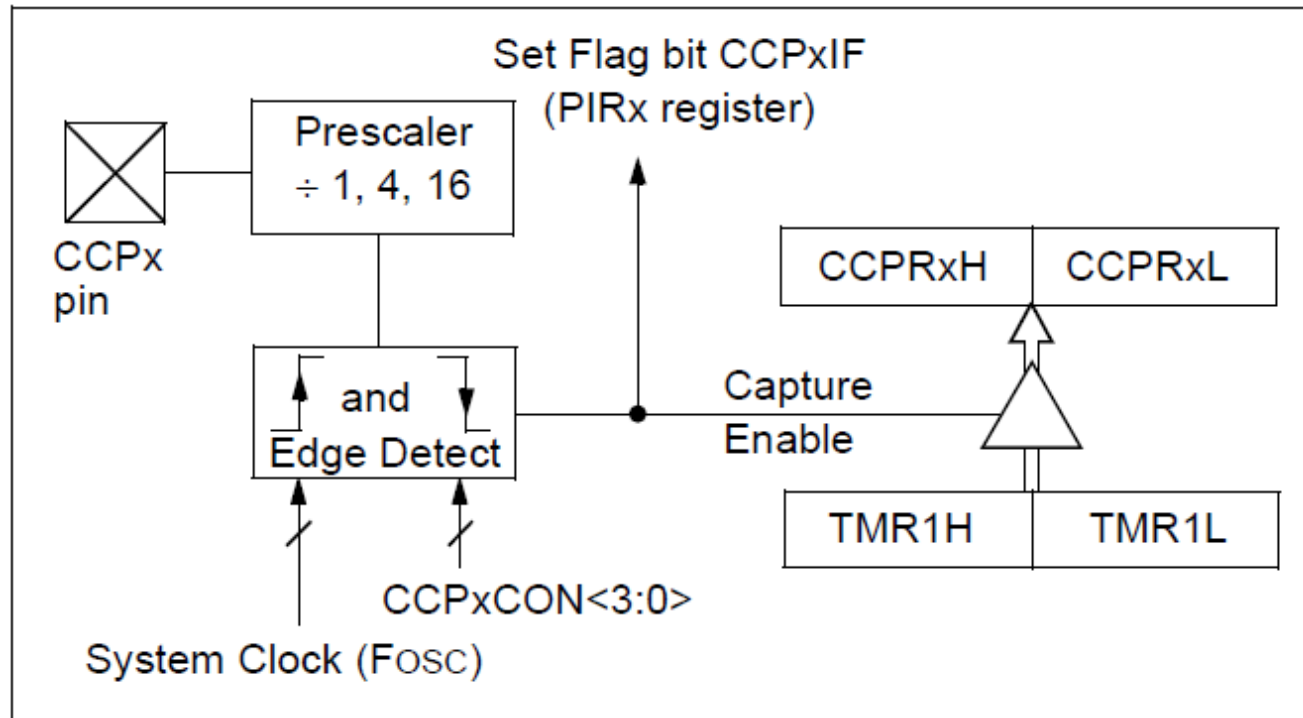 Set Flag bit CCPxIF
(PIRx register)
Prescaler
÷ 1, 4, 16
CCPx
pin
CCPRxH
CCPRxL
and
Edge Detect
Capture
Enable
TMR1H
TMR1L
CCPxCON<3:0>
System Clock (FOSC)